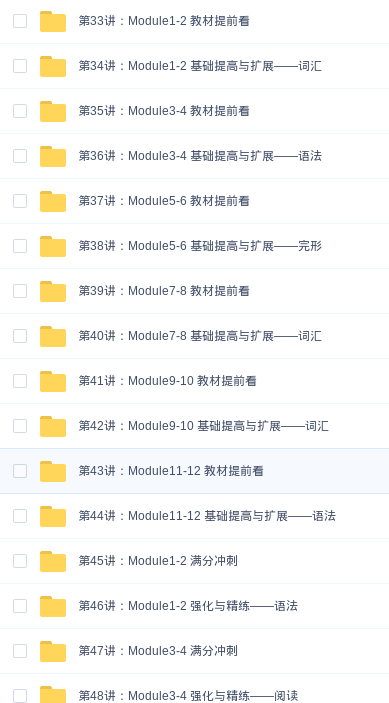 第33讲：Module1-2 教材提前看
第34讲：Module1-2 基础提高与扩展——词汇
第35讲：Module3-4 教材提前看
第36讲：Module3-4 基础提高与扩展——语法
第37讲：Module5-6 教材提前看
第38讲：Module5-6 基础提高与扩展——完形
第39讲：Module7-8 教材提前看
第40讲：Module7-8 基础提高与扩展——词汇
第41讲：Module9-10 教材提前看
第42讲：Module9-10 基础提高与扩展——词汇
第43讲：Module11-12 教材提前看
第44讲：Module11-12 基础提高与扩展——语法
第45讲：Module1-2 满分冲刺
第46讲：Module1-2 强化与精练——语法
第47讲：Module3-4 满分冲刺
第48讲：Module3-4 强化与精练——阅读